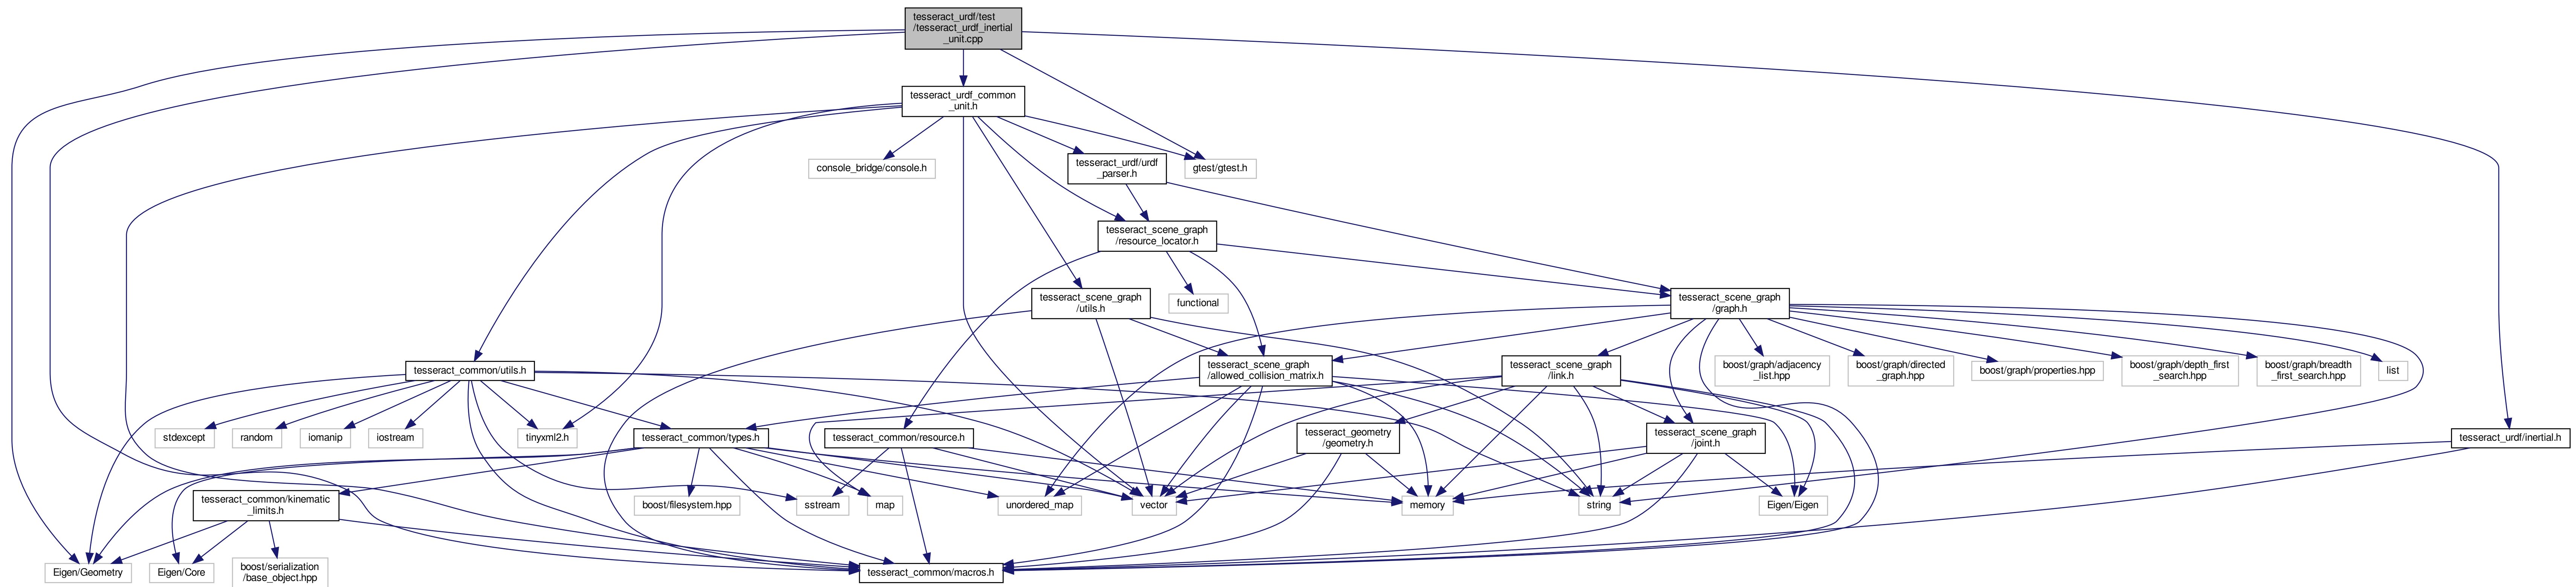 tesseract_urdf/test
/tesseract_urdf_inertial
_unit.cpp
tesseract_urdf_common
_unit.h
console_bridge/console.h
tesseract_urdf/urdf
_parser.h
gtest/gtest.h
tesseract_scene_graph
/resource_locator.h
tesseract_scene_graph
/utils.h
functional
tesseract_scene_graph
/graph.h
tesseract_common/utils.h
tesseract_scene_graph
/allowed_collision_matrix.h
tesseract_scene_graph
/link.h
boost/graph/adjacency
_list.hpp
boost/graph/directed
_graph.hpp
boost/graph/properties.hpp
boost/graph/depth_first
_search.hpp
boost/graph/breadth
_first_search.hpp
list
stdexcept
random
iomanip
iostream
tinyxml2.h
tesseract_common/types.h
tesseract_common/resource.h
tesseract_geometry
/geometry.h
tesseract_scene_graph
/joint.h
tesseract_urdf/inertial.h
tesseract_common/kinematic
_limits.h
boost/filesystem.hpp
sstream
map
unordered_map
vector
memory
string
Eigen/Eigen
Eigen/Geometry
Eigen/Core
boost/serialization
/base_object.hpp
tesseract_common/macros.h